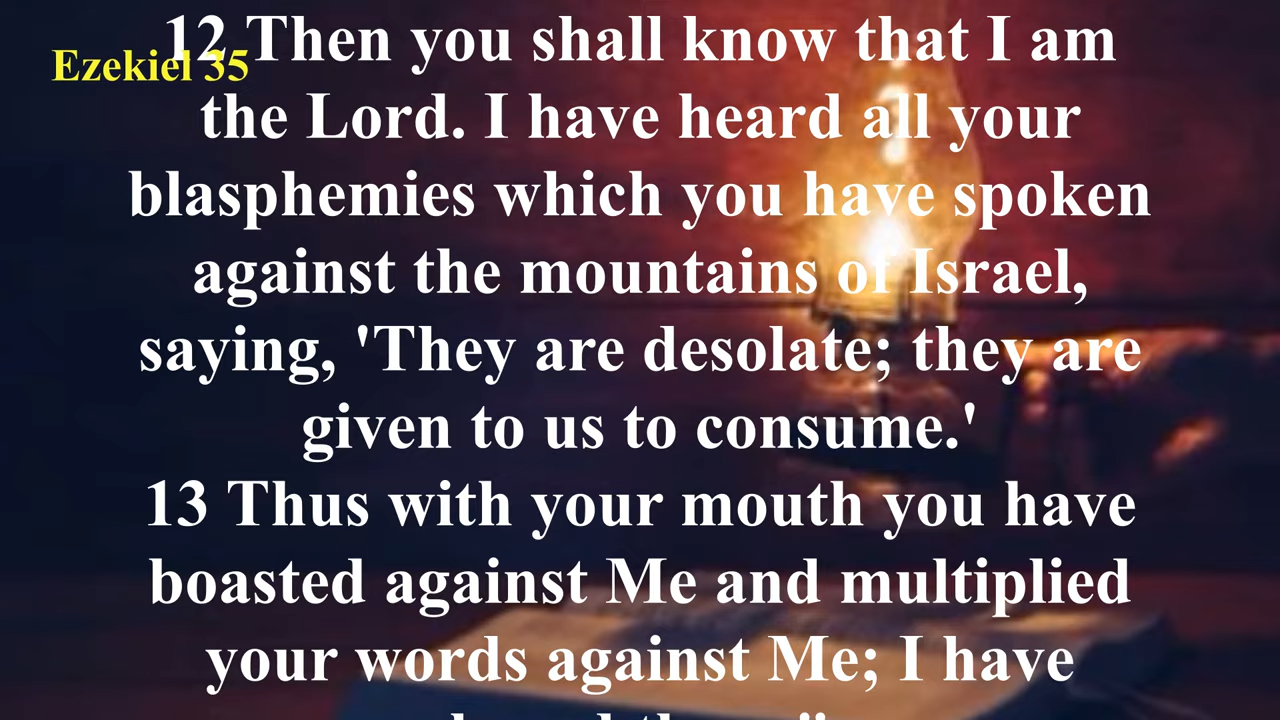 12 Then you shall know that I am
Ezekiel 35
the Lord. I have heard all your
blasphemies which you have spoken
against the mountains of Israel,
saying, 'They are desolate; they are
given to us to consume.'
13 Thus with your mouth you have
boasted against Me and multiplied
your words against Me; I have